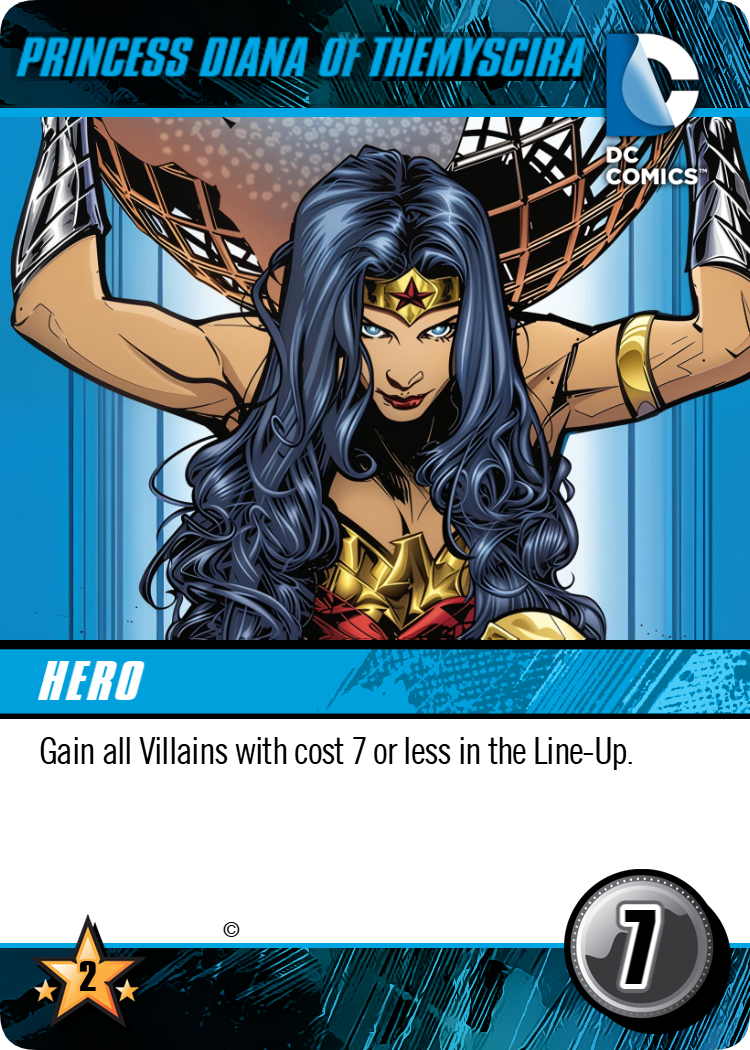 PRINCESS DIANA OF THEMYSCIRA
DC
COMICS™
HERO
Gain all Villains with cost 7 or less in the Line-Up.
©
2
7